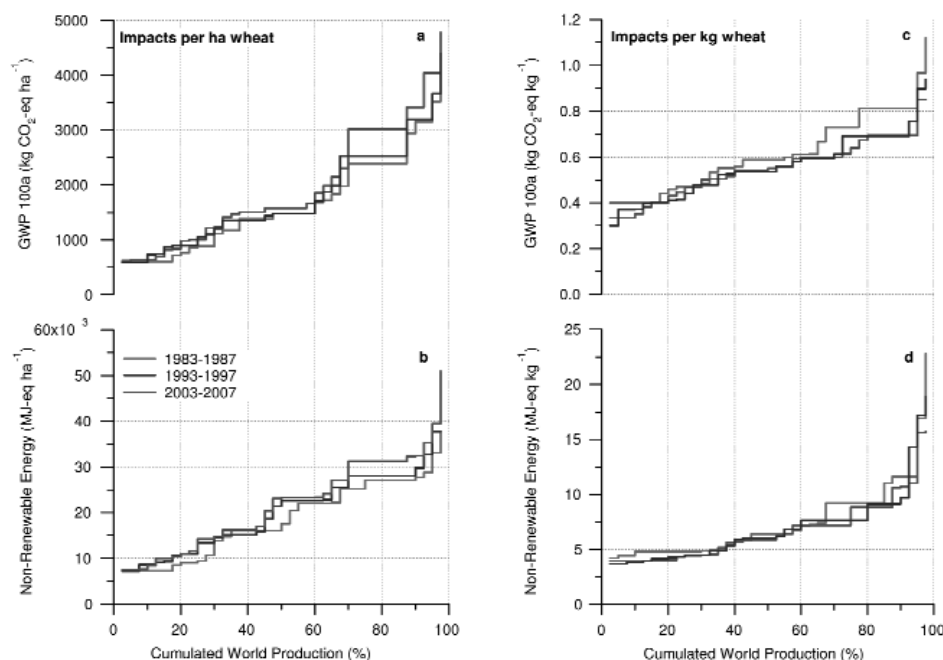 Impacts per ha wheat
a
5000
4000
3000
2000
1000
0
GWP 100a (kg CO2-eq ha -1)
Impacts per kg wheat
c
1.2
1.0
0.8
0.6
0.4
0.2
0.0
GWP 100a (kg CO2-eq kg -1)
b
60x10 3
50
40
30
20
10
0
Non-Renewable Energy (MJ-eq ha -1)
1983-1987
1993-1997
2003-2007
0 20 40 60 80 100
Cumulated World Production (%)
d
25
20
15
10
5
0
Non-Renewable Energy (MJ-eq kg -1)
0 20 40 60 80 100
Cumulated World Production (%)